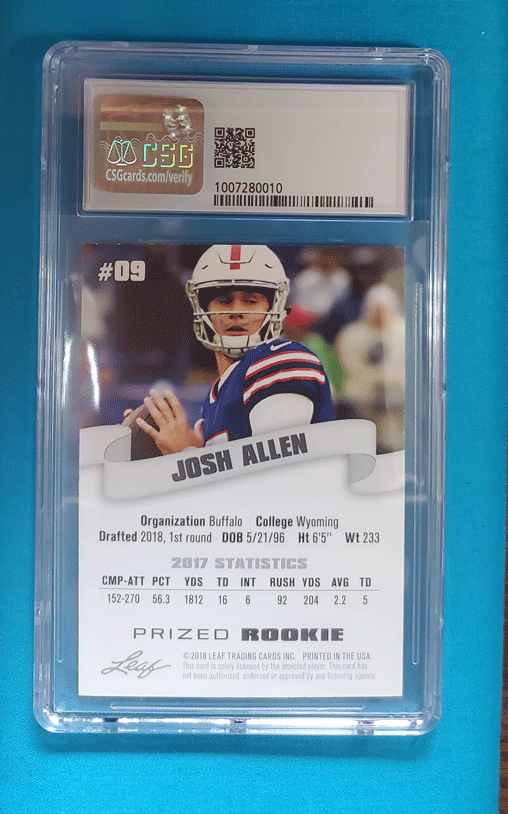 CSG
CSGcards.com/verify
1007280010
#09
JOSH ALLEN
Organization Buffalo College Wyoming
Drafted 2018, 1st round DOB 5/21/96 Ht 6'5" Wt 233
2017 STATISTICS
CMP-ATT PCT YDS TD INT RUSH YDS AVG TD
152-270 56.3 1812 16 6 92 204 2.2 5
PRIZED ROOKIE
Leaf
©2018 LEAF TRADING CARDS INC. PRINTED IN THE USA.
This card is solely licensed by the depicted player. This card has
not been authorized, endorsed or approved by any licensing agency.